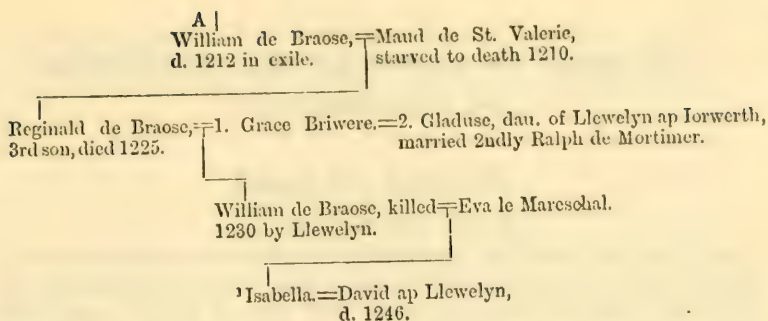 A
William de Braose,=Maud de St. Valerie,
d. 1212 in exile. starved to death 1210.
Reginald de Braose,=1. Grace Briwere.=2. Gladuse, dau. of Llewelyn ap Iorwerth,
3rd son, died 1225. married 2ndly Ralph de Mortimer.
William de Braose, killed=Eva le Mareschal.
1230 by Llewelyn.
¹Isabella.=David ap Llewelyn,
d. 1246.